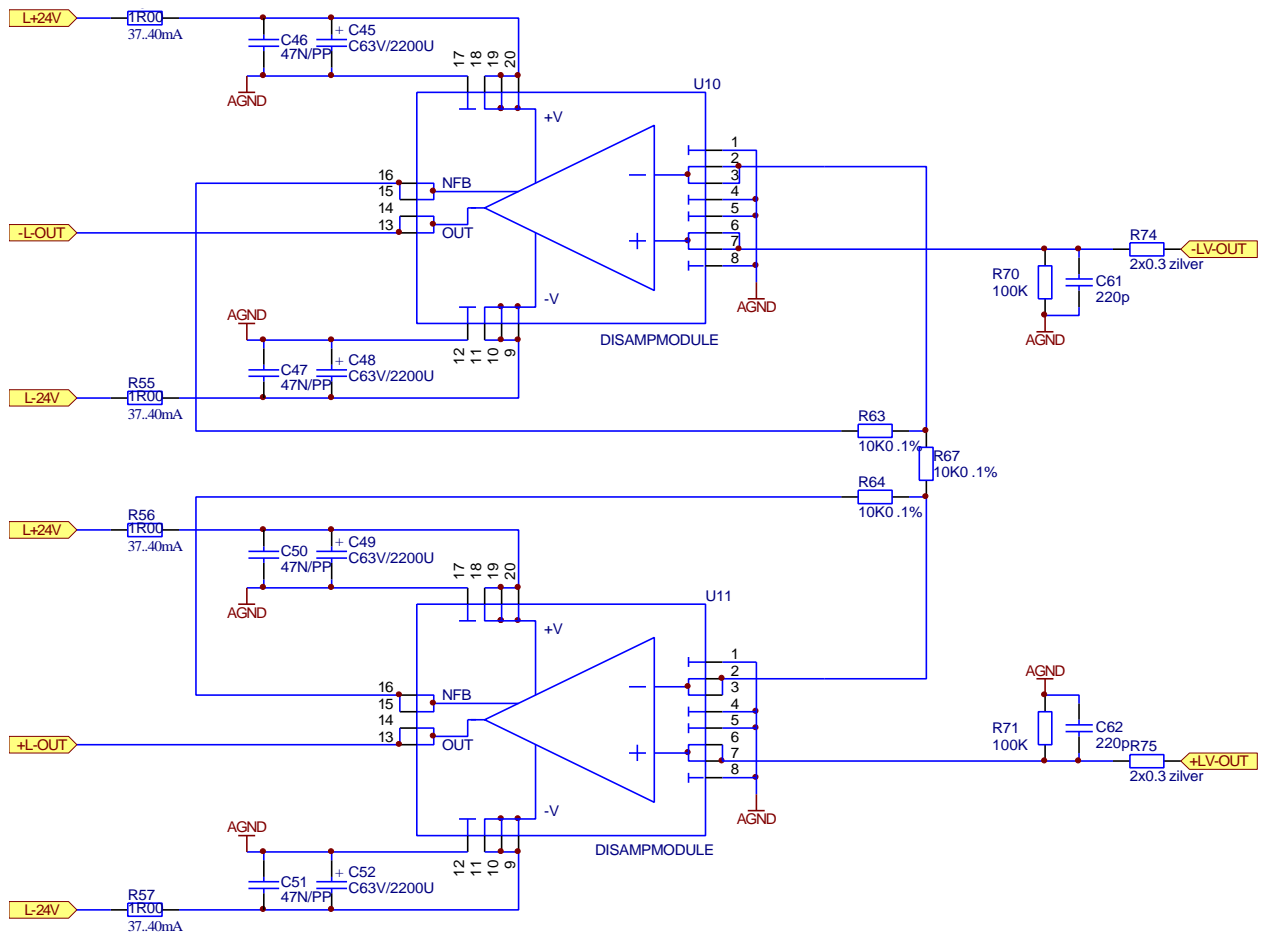 L+24V
1R00
37..40mA
C46
47N/PP
+ C45
C63V/2200U
AGND
17
18
19
20
U10
+V
1
2
3
4
5
6
7
8
16
15
14
13
NFB
OUT
-L-OUT
-V
AGND
12
11
10
9
DISAMPMODULE
AGND
C47
47N/PP
+ C48
C63V/2200U
L-24V
R55
1R00
37..40mA
R70
100K
C61
220p
AGND
R74
2x0.3 zilver
-LV-OUT
R63
10K0 .1%
R67
10K0 .1%
R64
10K0 .1%
L+24V
R56
1R00
37..40mA
C50
47N/PP
+ C49
C63V/2200U
AGND
17
18
19
20
U11
+V
1
2
3
4
5
6
7
8
16
15
14
13
NFB
OUT
+L-OUT
-V
AGND
12
11
10
9
DISAMPMODULE
AGND
C51
47N/PP
+ C52
C63V/2200U
L-24V
R57
1R00
37..40mA
AGND
R71
100K
C62
220p
R75
2x0.3 zilver
+LV-OUT